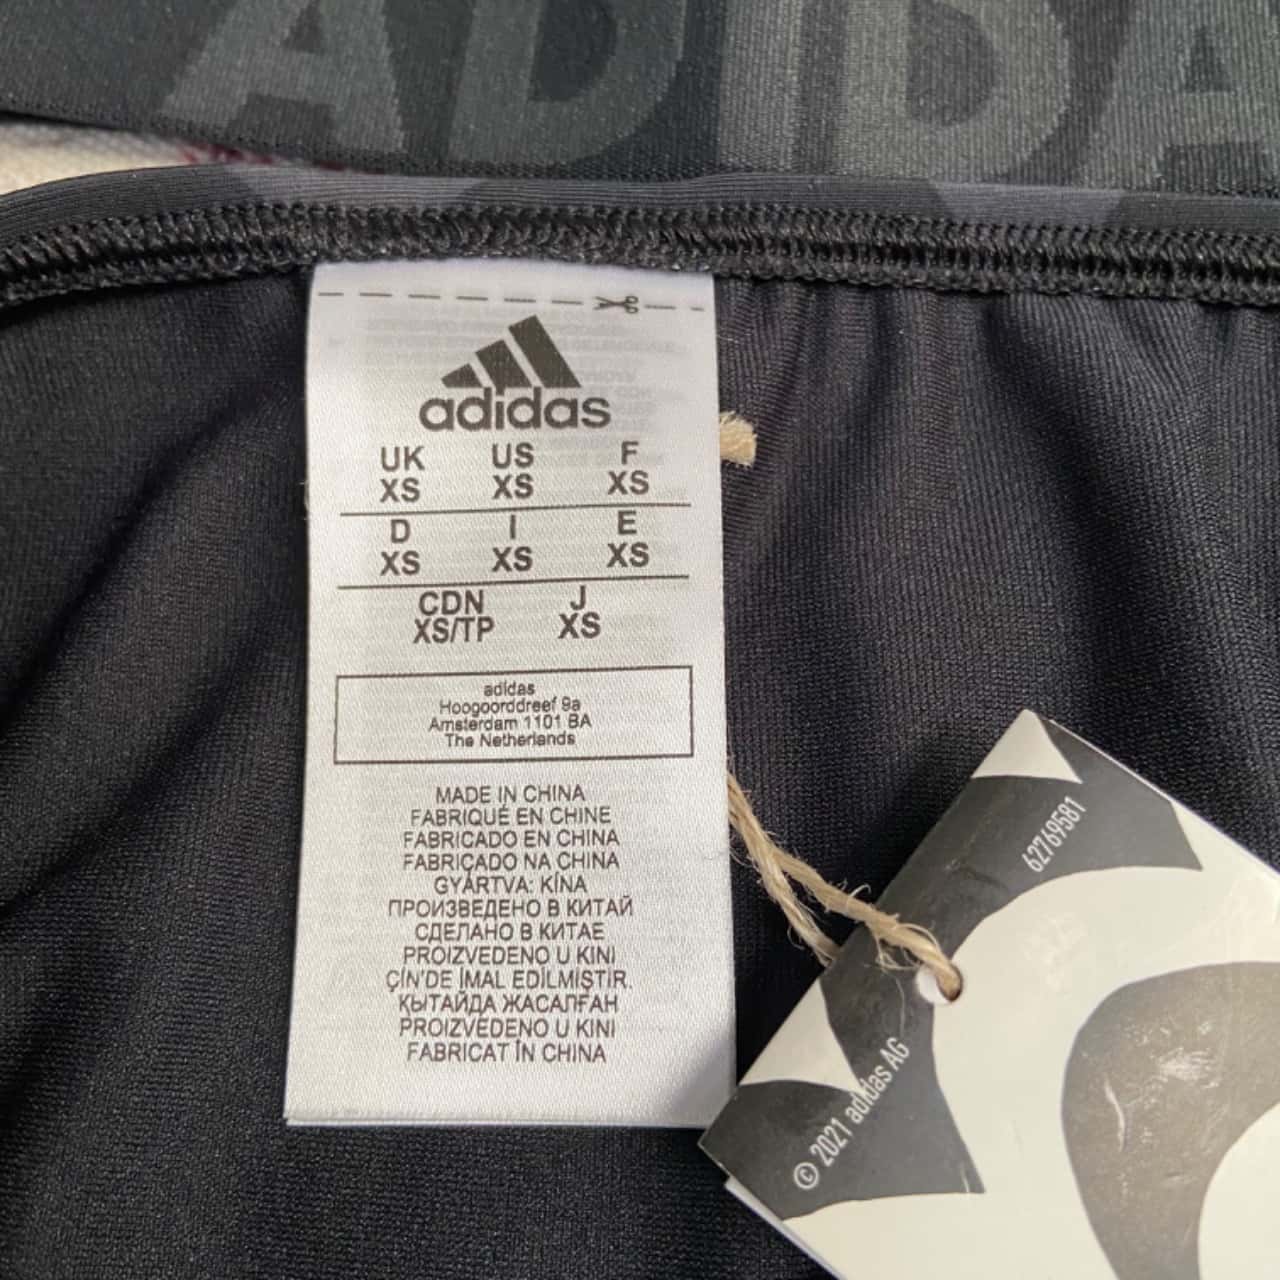 ADIDA
adidas
UK US F
XS XS XS
D I E
XS XS XS
CDN J
XS/TP XS
adidas
Hoogoorddreef 9a
Amsterdam 1101 BA
The Netherlands
MADE IN CHINA
FABRIQUÉ EN CHINE
FABRICADO EN CHINA
FABRICADO NA CHINA
GYÁRTVA: KÍNA
ПРОИЗВЕДЕНО В КИТАЙ
СДЕЛАНО В КИТАЕ
PROIZVEDENO U KINI
ÇİN'DE İMAL EDİLMİŞTİR.
ҚЫТАЙДА ЖАСАЛҒАН
PROIZVEDENO U KINI
FABRICAT ÎN CHINA
62769581
© 2021 adidas AG